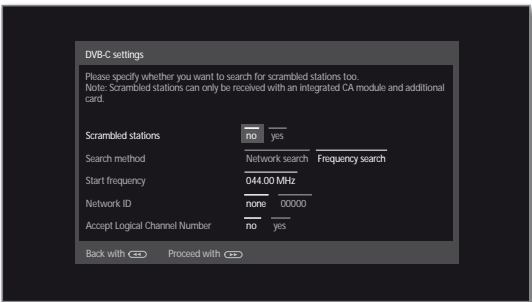 DVB-C settings
Please specify whether you want to search for scrambled stations too.
Note: Scrambled stations can only be received with an integrated CA module and additional
card.
Scrambled stations no yes
Search method Network search Frequency search
Start frequency 044.00 MHz
Network ID none 00000
Accept Logical Channel Number no yes
Back with Proceed with